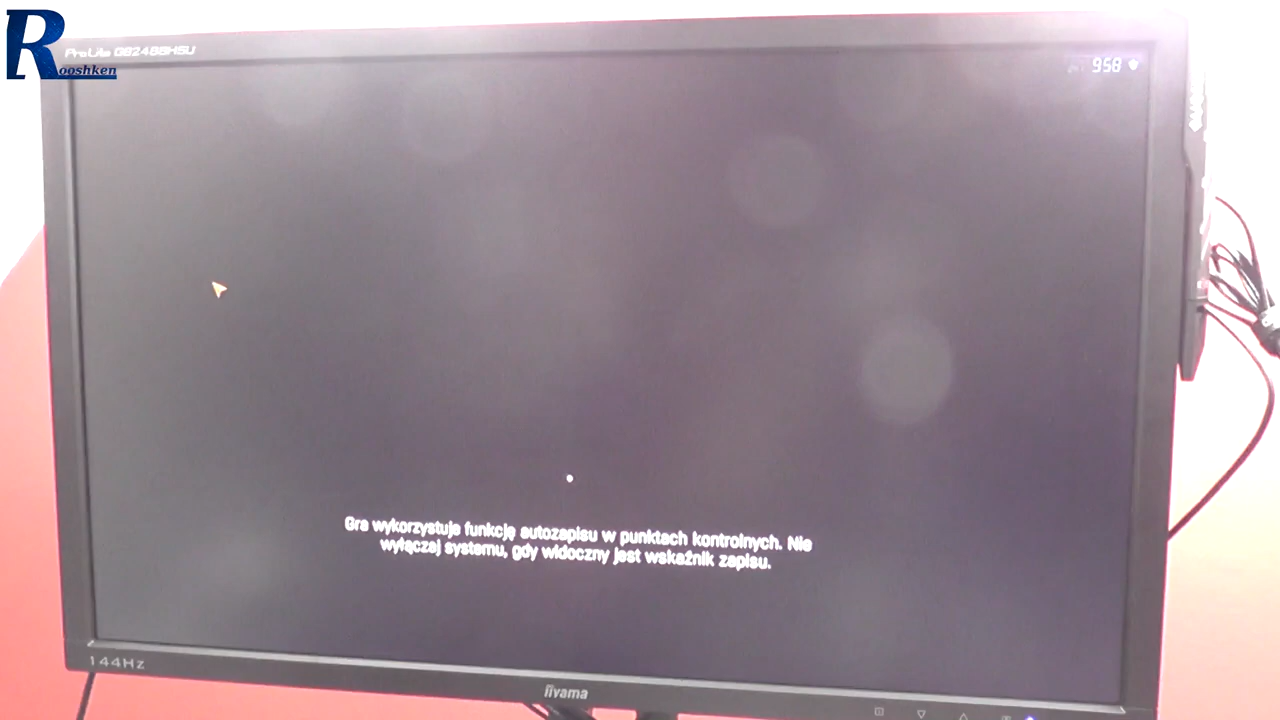 Rooshken
ProLite GB2488HSU
958
Gra wykorzystuje funkcję autozapisu w punktach kontrolnych. Nie
wyłączaj systemu, gdy widoczny jest wskaźnik zapisu.
144Hz
iiyama